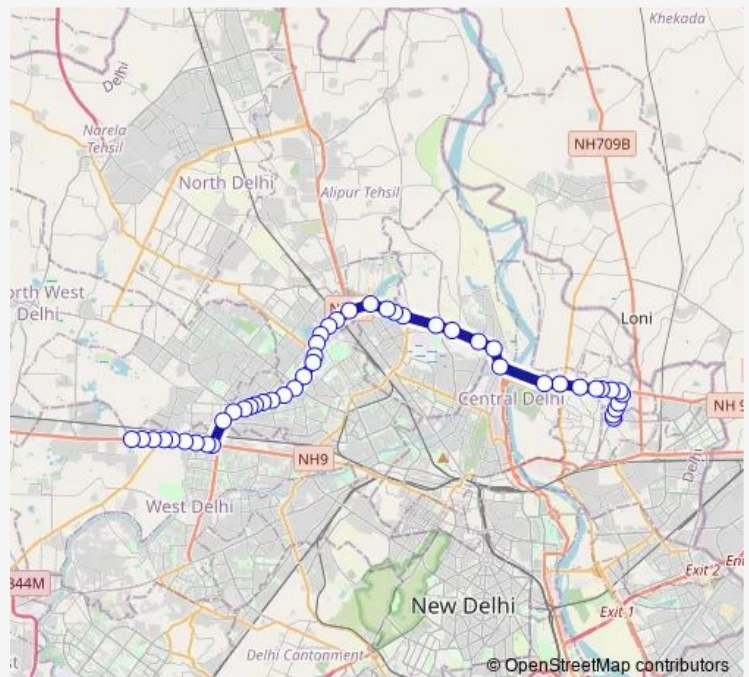 Khekada
Delhi
Narela
Tehsil
NH709B
North Delhi
Alipur Tehsil
orth West
Delhi
Loni
Central Delhi
NH 9
NH9
Delhi
West Delhi
344M
Exit 2
New Delhi
Exit 1
Delhi Cantonment
© OpenStreetMap contributors